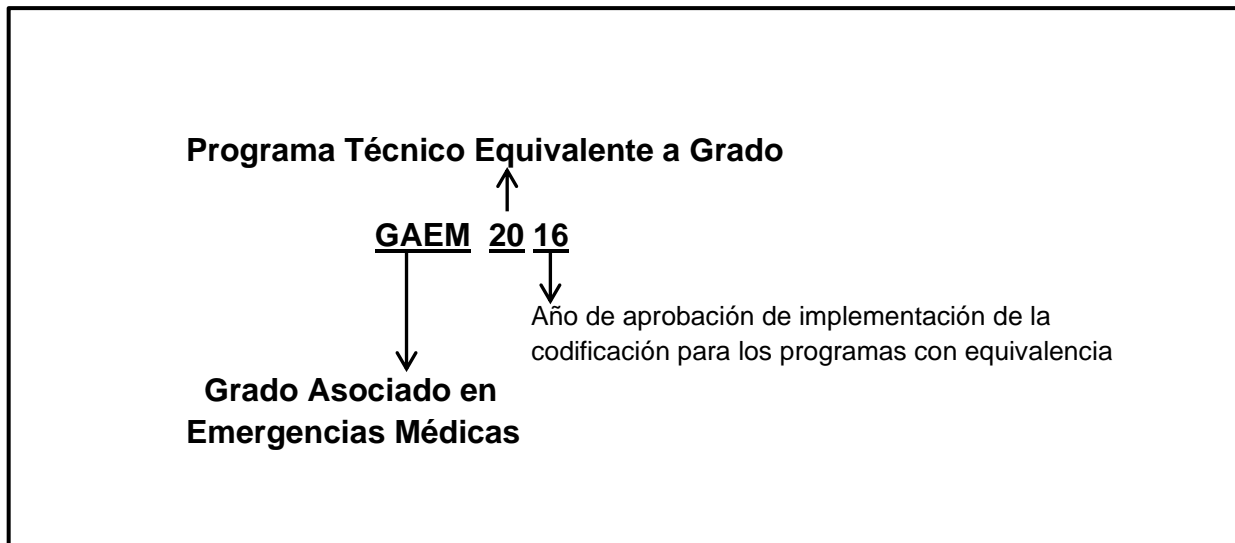 Programa Técnico Equivalente a Grado
GAEM 20 16
Año de aprobación de implementación de la
codificación para los programas con equivalencia
Grado Asociado en
Emergencias Médicas